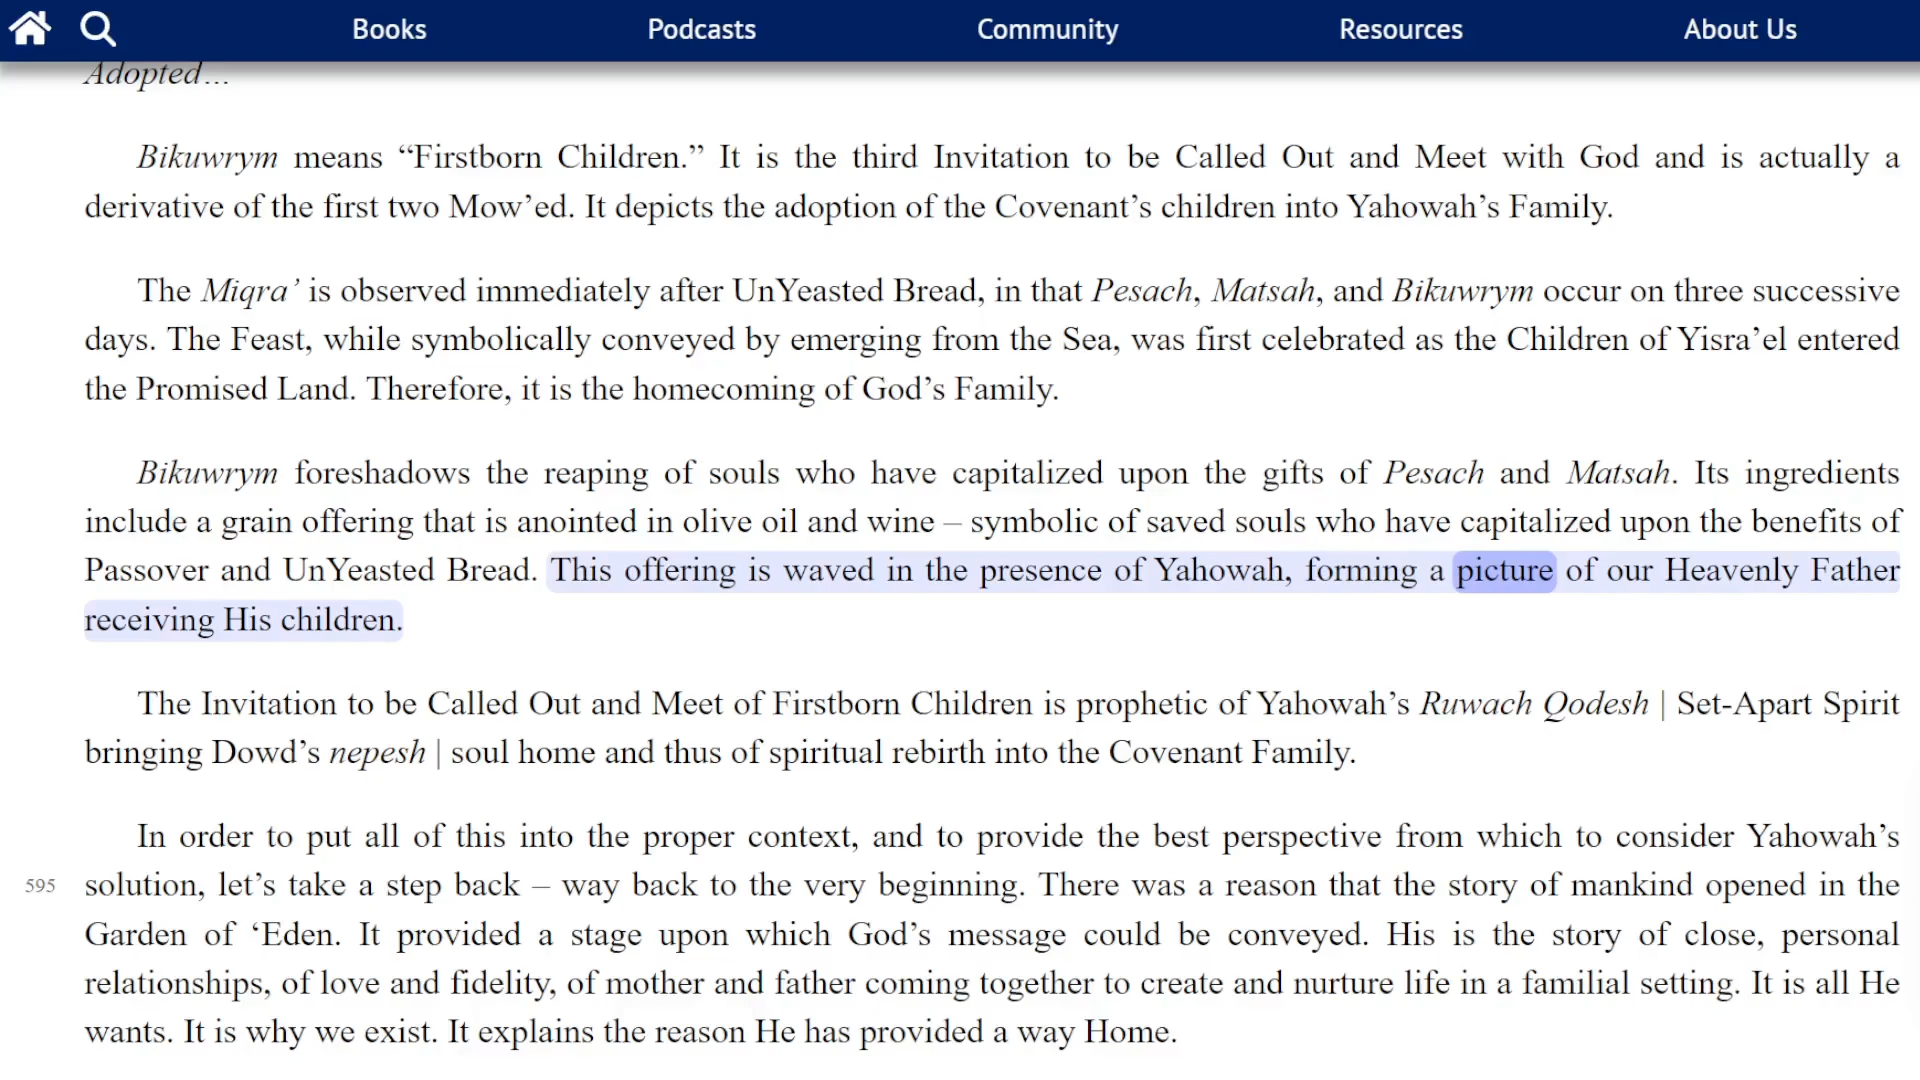 Books Podcasts Community Resources About Us
Adopted…
Bikuwrym means “Firstborn Children.” It is the third Invitation to be Called Out and Meet with God and is actually a
derivative of the first two Mow’ed. It depicts the adoption of the Covenant’s children into Yahowah’s Family.
The Miqra’ is observed immediately after UnYeasted Bread, in that Pesach, Matsah, and Bikuwrym occur on three successive
days. The Feast, while symbolically conveyed by emerging from the Sea, was first celebrated as the Children of Yisra’el entered
the Promised Land. Therefore, it is the homecoming of God’s Family.
Bikuwrym foreshadows the reaping of souls who have capitalized upon the gifts of Pesach and Matsah. Its ingredients
include a grain offering that is anointed in olive oil and wine – symbolic of saved souls who have capitalized upon the benefits of
Passover and UnYeasted Bread. This offering is waved in the presence of Yahowah, forming a picture of our Heavenly Father
receiving His children.
The Invitation to be Called Out and Meet of Firstborn Children is prophetic of Yahowah’s Ruwach Qodesh | Set-Apart Spirit
bringing Dowd’s nepesh | soul home and thus of spiritual rebirth into the Covenant Family.
In order to put all of this into the proper context, and to provide the best perspective from which to consider Yahowah’s
595 solution, let’s take a step back – way back to the very beginning. There was a reason that the story of mankind opened in the
Garden of ‘Eden. It provided a stage upon which God’s message could be conveyed. His is the story of close, personal
relationships, of love and fidelity, of mother and father coming together to create and nurture life in a familial setting. It is all He
wants. It is why we exist. It explains the reason He has provided a way Home.